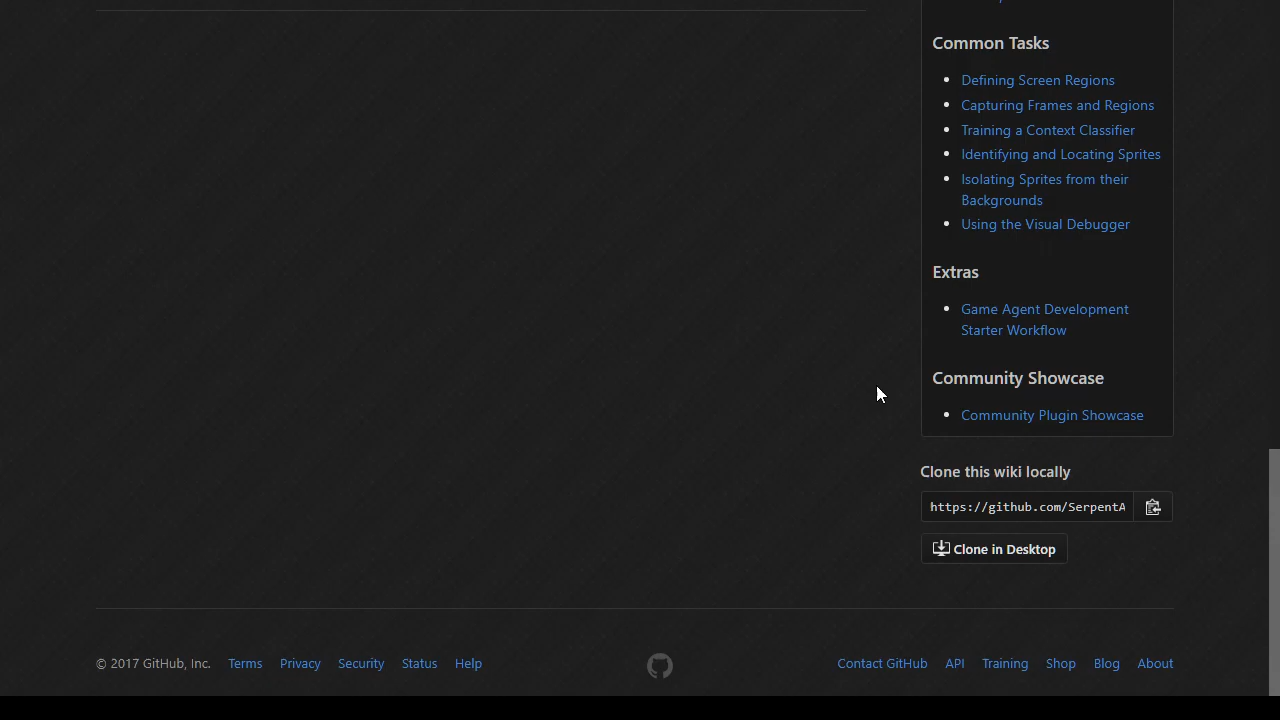 Common Tasks
Defining Screen Regions
Capturing Frames and Regions
Training a Context Classifier
Identifying and Locating Sprites
Isolating Sprites from their
Backgrounds
Using the Visual Debugger
Extras
Game Agent Development
Starter Workflow
Community Showcase
Community Plugin Showcase
Clone this wiki locally
https://github.com/SerpentA
Clone in Desktop
© 2017 GitHub, Inc. Terms Privacy Security Status Help Contact GitHub API Training Shop Blog About